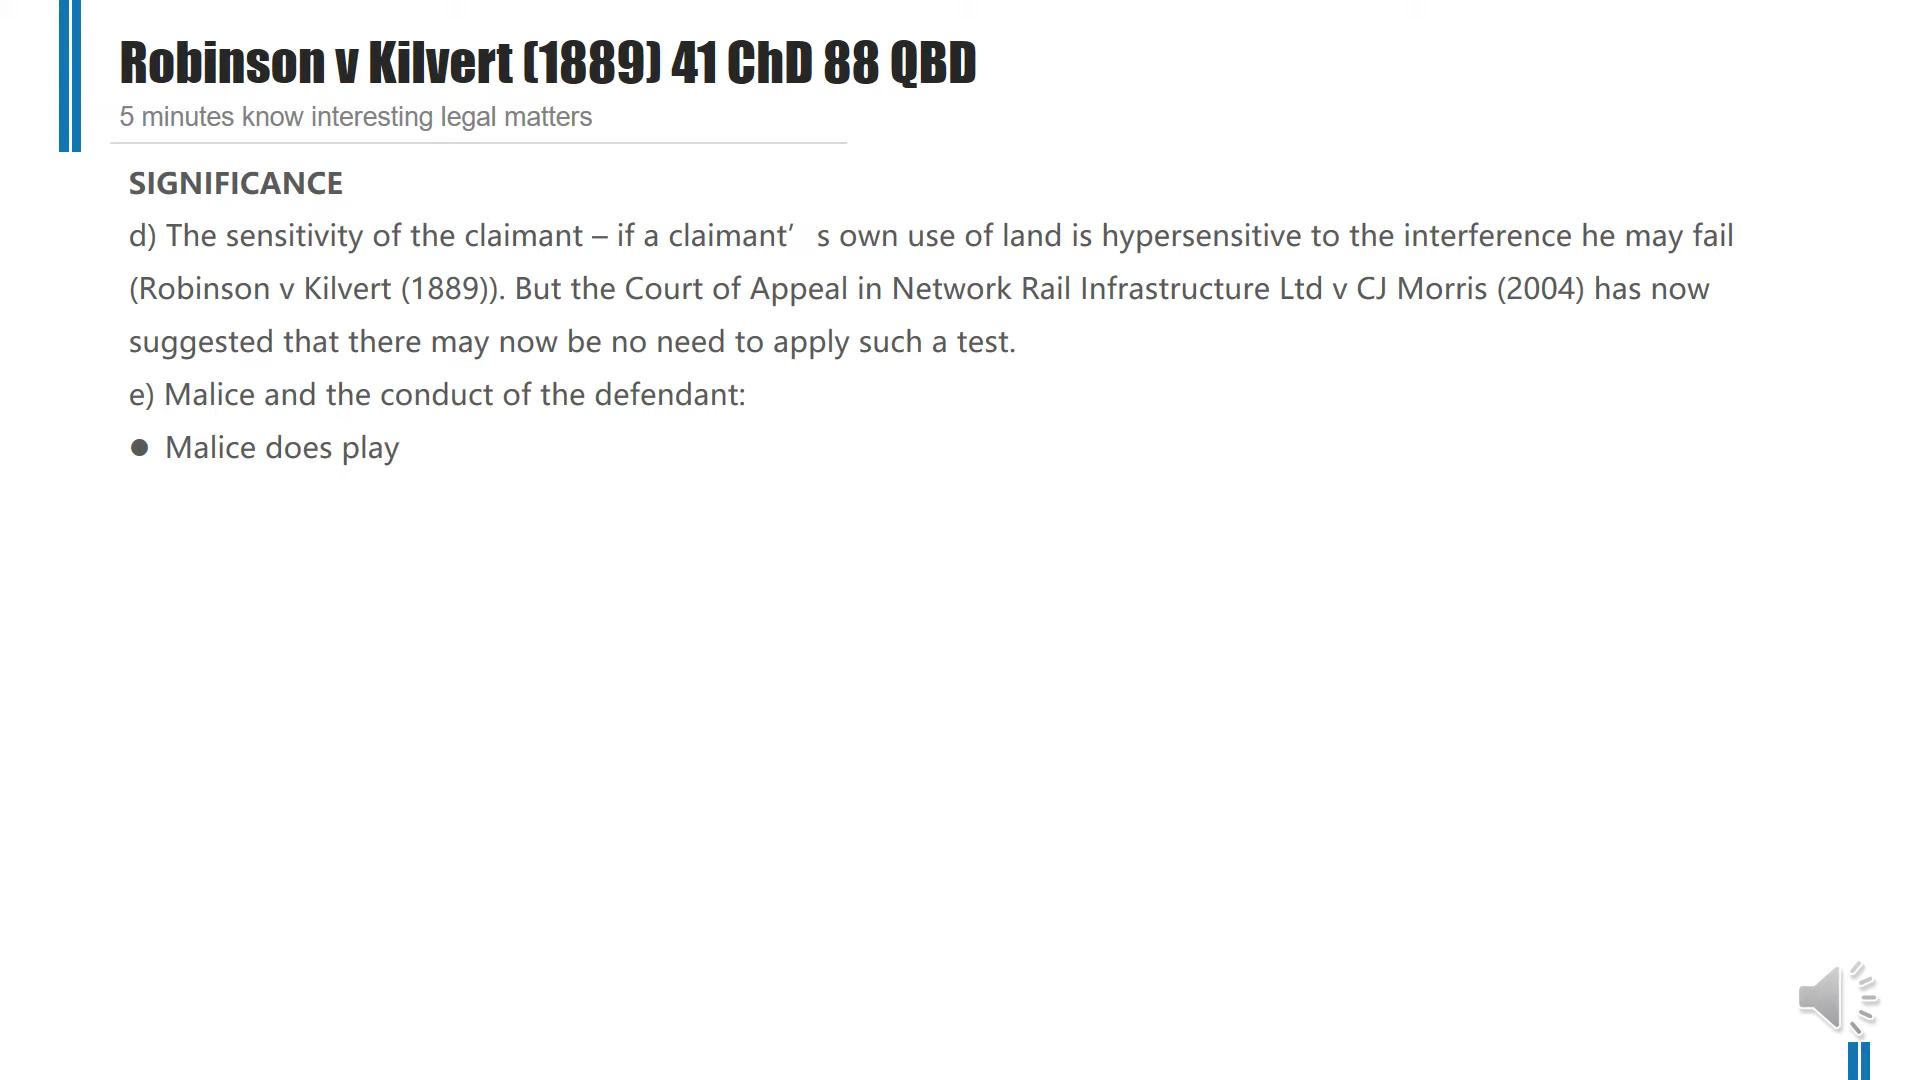 Robinson v Kilvert (1889) 41 ChD 88 QBD
5 minutes know interesting legal matters
SIGNIFICANCE
d) The sensitivity of the claimant – if a claimant’ s own use of land is hypersensitive to the interference he may fail
(Robinson v Kilvert (1889)). But the Court of Appeal in Network Rail Infrastructure Ltd v CJ Morris (2004) has now
suggested that there may now be no need to apply such a test.
e) Malice and the conduct of the defendant:
● Malice does play